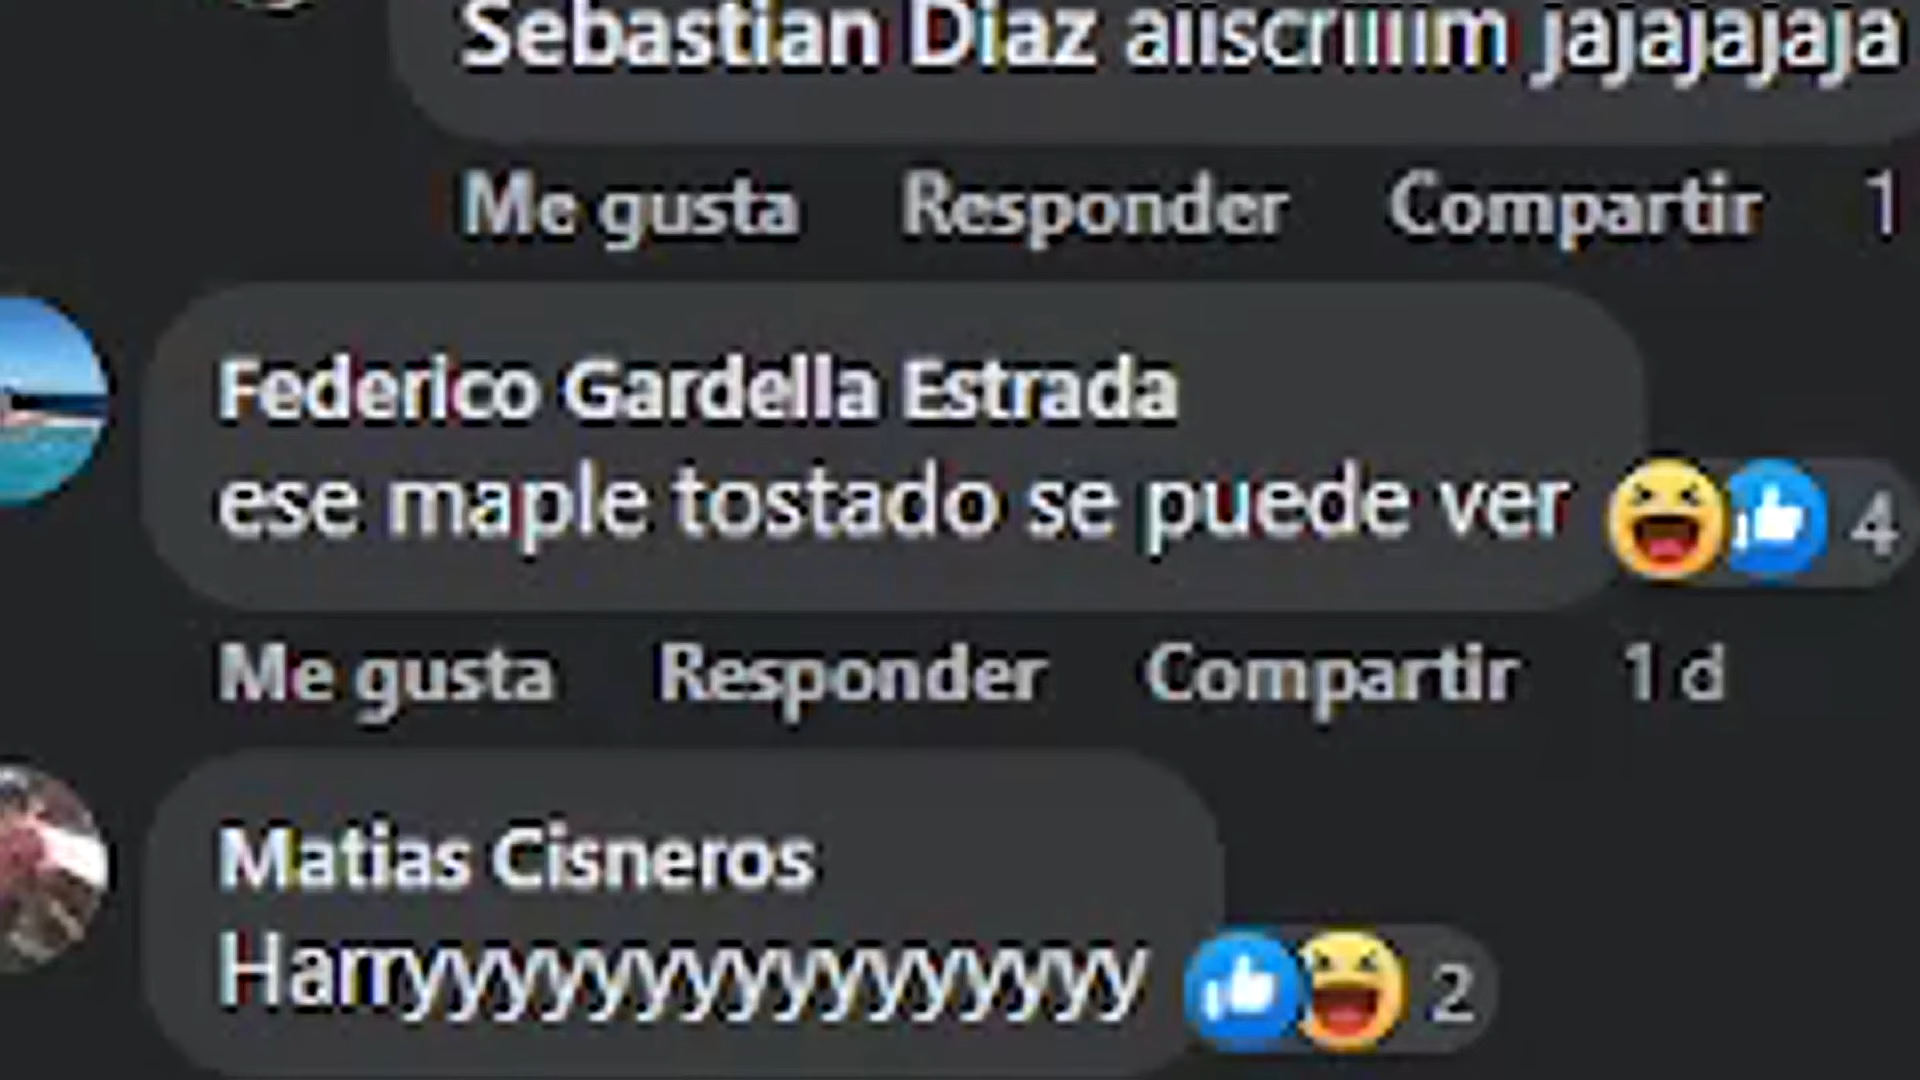 Sebastian Diaz aiiscriiiim jajajajaja
Me gusta Responder Compartir 1
Federico Gardella Estrada
ese maple tostado se puede ver 4
Me gusta Responder Compartir 1 d
Matias Cisneros
Harryyyyyyyyyyyyyyyyy 2